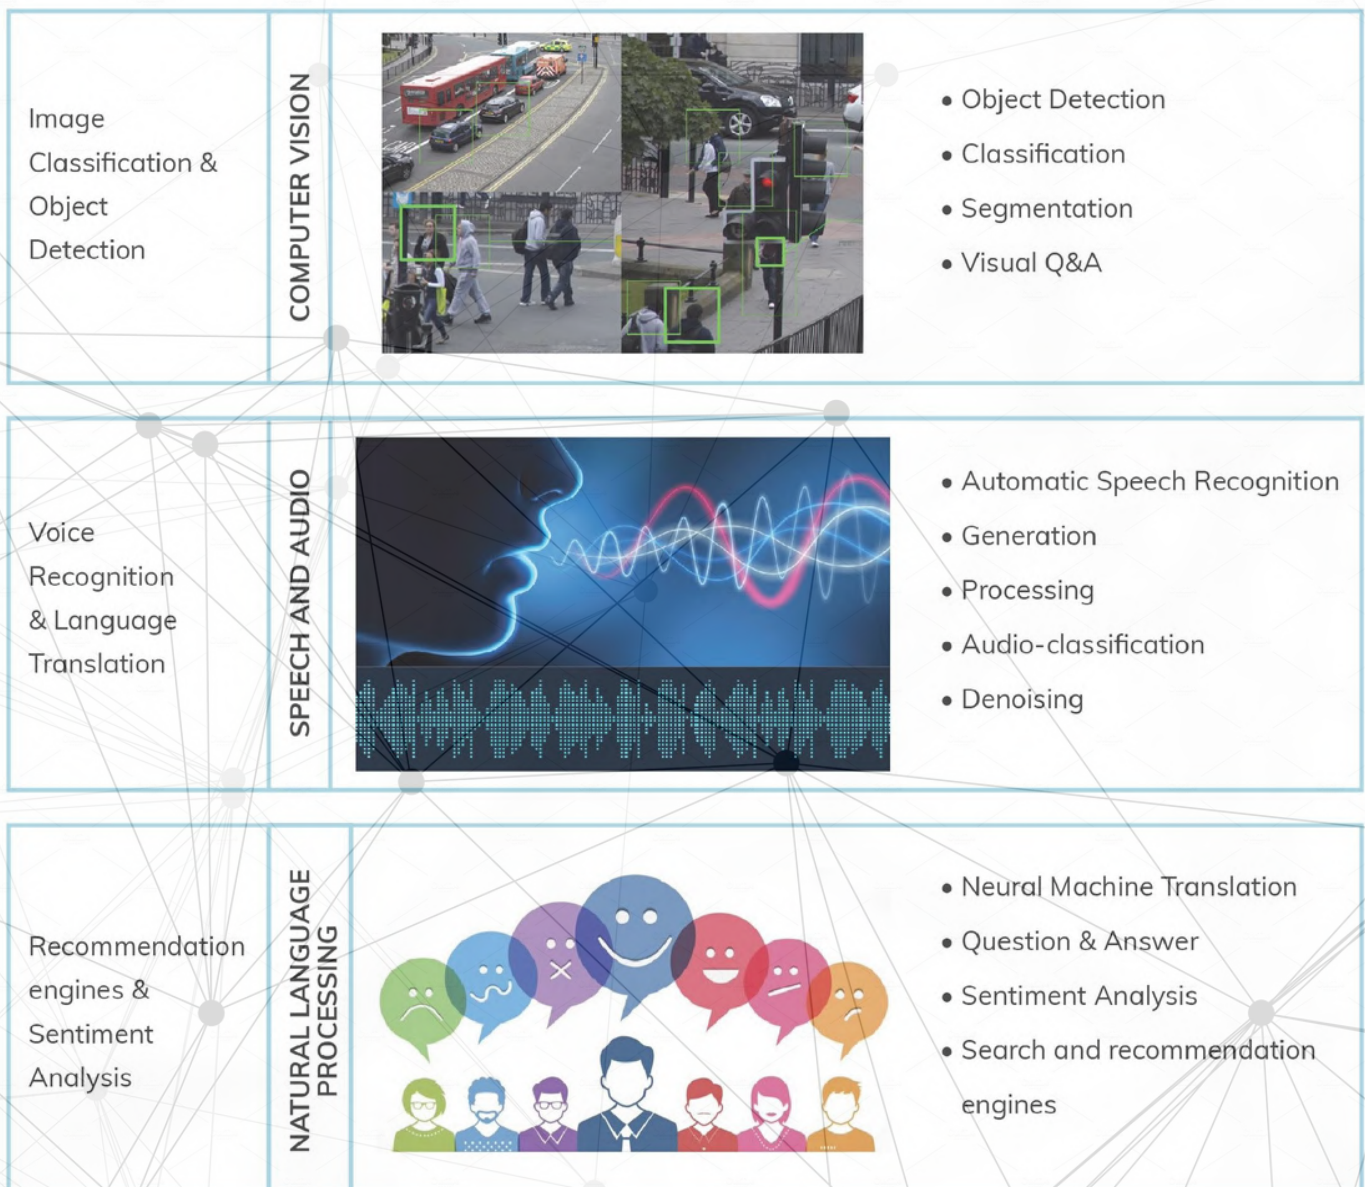 Image
Classification &
Object
Detection
COMPUTER VISION
• Object Detection
• Classification
• Segmentation
• Visual Q&A
Voice
Recognition
& Language
Translation
SPEECH AND AUDIO
• Automatic Speech Recognition
• Generation
• Processing
• Audio-classification
• Denoising
Recommendation
engines &
Sentiment
Analysis
NATURAL LANGUAGE
PROCESSING
• Neural Machine Translation
• Question & Answer
• Sentiment Analysis
• Search and recommendation
engines